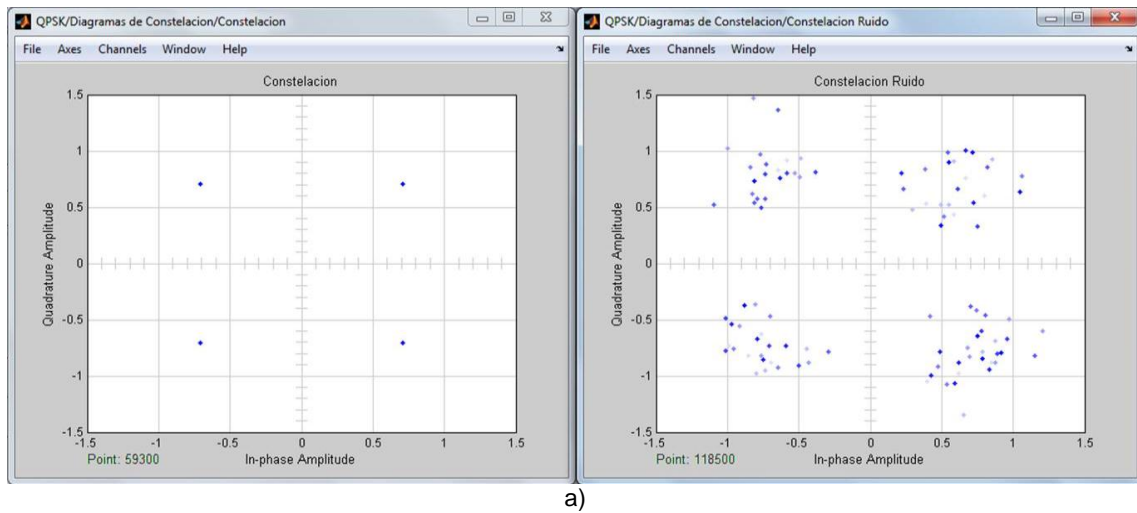 QPSK/Diagramas de Constelacion/Constelacion
File Axes Channels Window Help
Constelacion
Quadrature Amplitude
1.5
1
0.5
0
-0.5
-1
-1.5
-1.5 -1 -0.5 0 0.5 1 1.5
Point: 59300 In-phase Amplitude
QPSK/Diagramas de Constelacion/Constelacion Ruido
File Axes Channels Window Help
Constelacion Ruido
Quadrature Amplitude
1.5
1
0.5
0
-0.5
-1
-1.5
-1.5 -1 -0.5 0 0.5 1 1.5
Point: 118500 In-phase Amplitude
a)